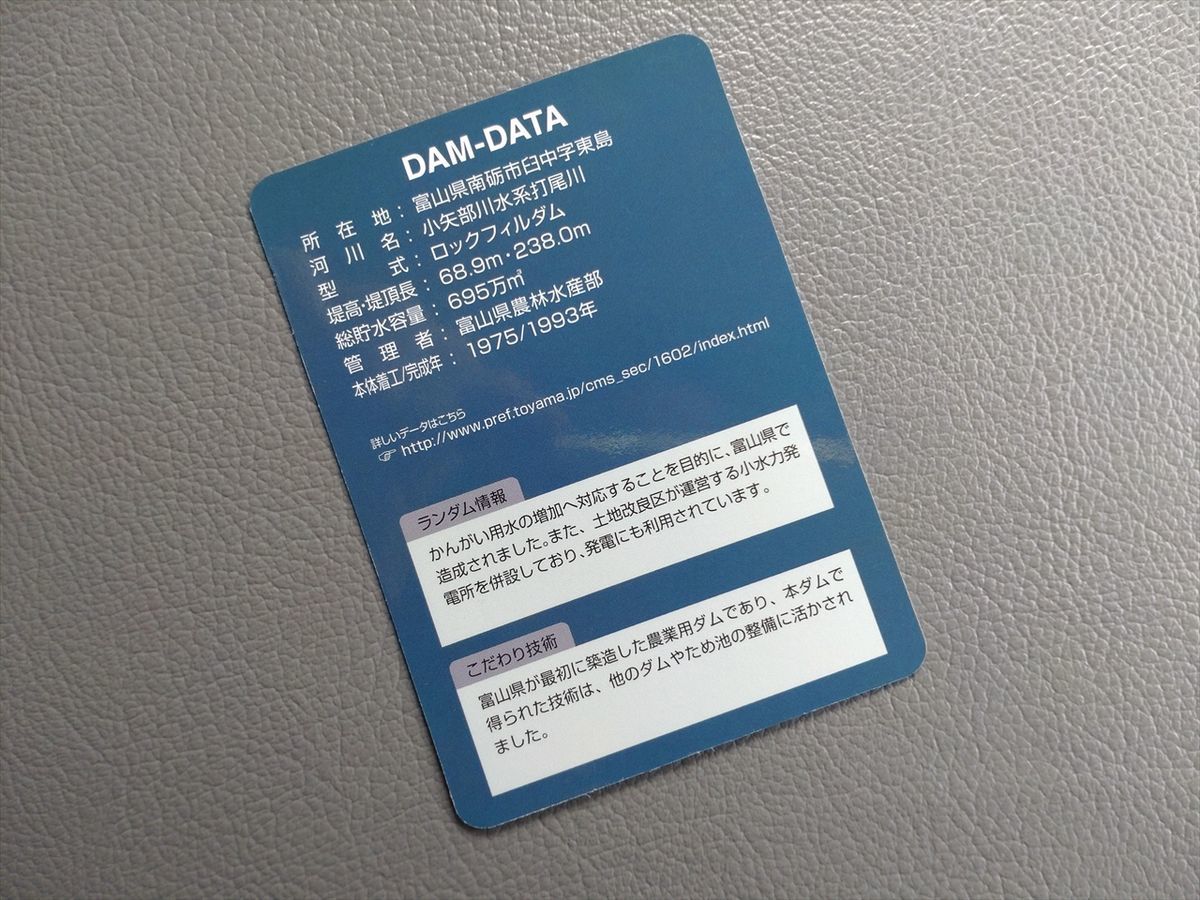 DAM-DATA
所在地：富山県南砺市臼中字東島
河川名：小矢部川水系打尾川
型式：ロックフィルダム
堤高・堤頂長：68.9m・238.0m
総貯水容量：695万㎥
管理者：富山県農林水産部
本体着工/完成年：1975/1993年
詳しいデータはこちら
☞ http://www.pref.toyama.jp/cms_sec/1602/index.html
ランダム情報
かんがい用水の増加へ対応することを目的に、富山県で
造成されました。また、土地改良区が運営する小水力発
電所を併設しており、発電にも利用されています。
こだわり技術
富山県が最初に築造した農業用ダムであり、本ダムで
得られた技術は、他のダムやため池の整備に活かされ
ました。